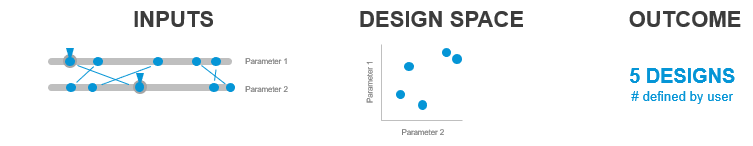 INPUTS
Parameter 1
Parameter 2
DESIGN SPACE
Parameter 1
Parameter 2
OUTCOME
5 DESIGNS
# defined by user